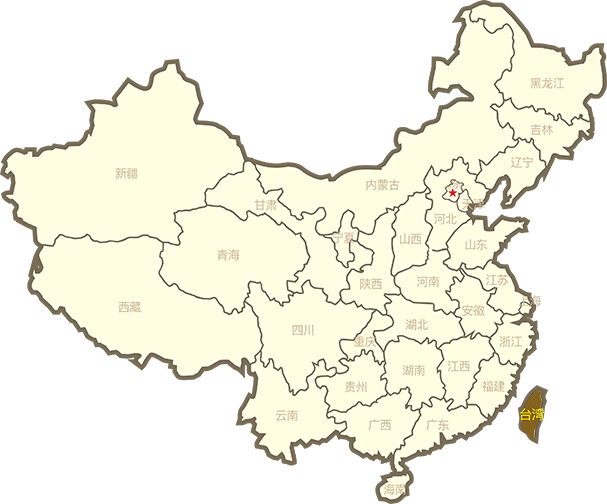 黑龙江
吉林
辽宁
新疆
内蒙古
甘肃
天津
河北
宁夏
山西
山东
青海
陕西
河南
江苏
西藏
安徽
上海
四川
湖北
重庆
浙江
湖南
江西
贵州
福建
云南
台湾
广西
广东
海南